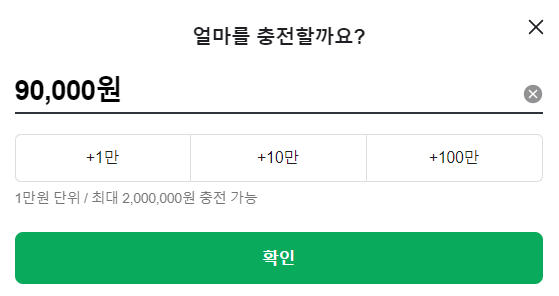 얼마를 충전할까요?
90,000원
+1만 +10만 +100만
1만원 단위 / 최대 2,000,000원 충전 가능
확인